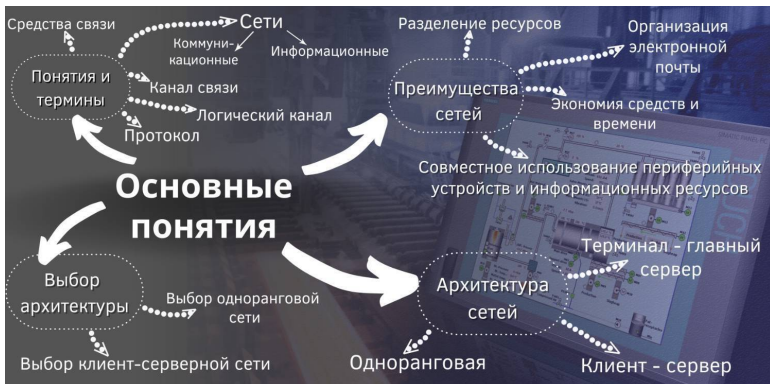 Средства связи
Сети
Коммуни-
кационные
Информационные
Понятия и
термины
Канал связи
Логический канал
Протокол
Разделение ресурсов
Организация
электронной
почты
Преимущества
сетей
Экономия средств и
времени
Совместное использование периферийных
устройств и информационных ресурсов
Основные
понятия
Выбор
архитектуры
Выбор одноранговой
сети
Выбор клиент-серверной сети
Архитектура
сетей
Терминал - главный
сервер
Одноранговая
Клиент - сервер